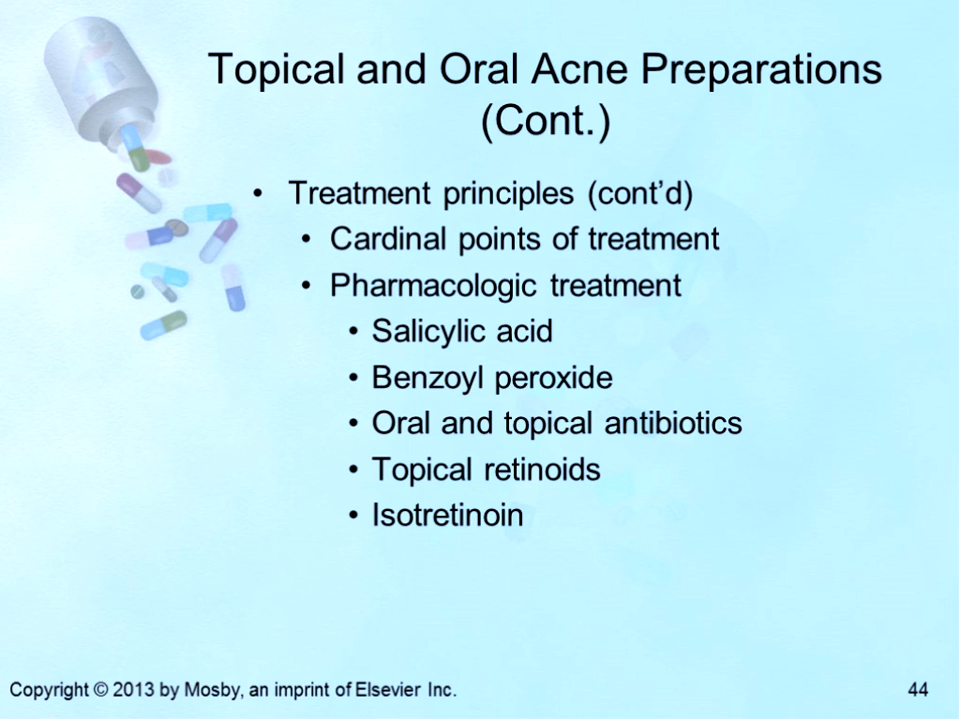 Topical and Oral Acne Preparations
(Cont.)
• Treatment principles (cont’d)
• Cardinal points of treatment
• Pharmacologic treatment
• Salicylic acid
• Benzoyl peroxide
• Oral and topical antibiotics
• Topical retinoids
• Isotretinoin
Copyright © 2013 by Mosby, an imprint of Elsevier Inc.
44